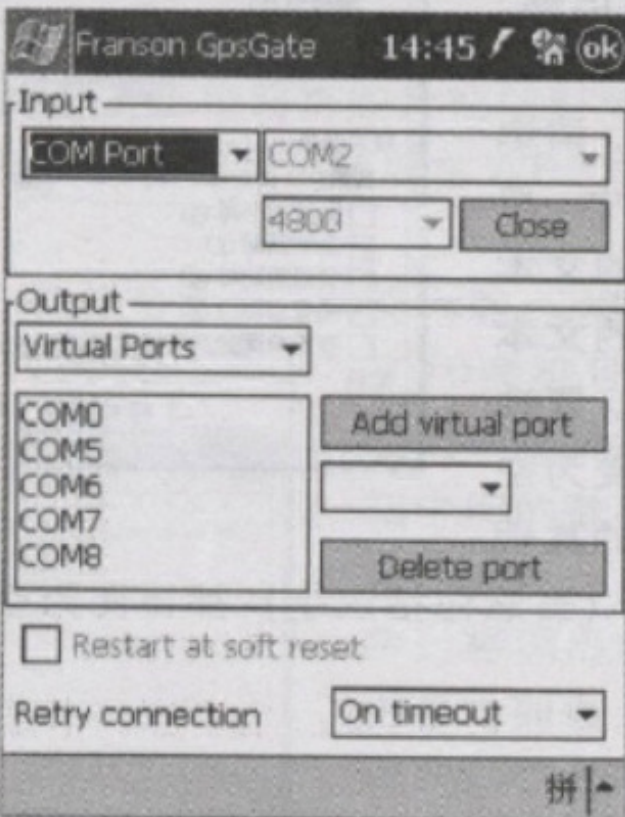 Franson GpsGate 14:45 ok
Input
COM Port COM2
4800 Close
Output
Virtual Ports
COM0
COM5
COM6
COM7
COM8
Add virtual port
Delete port
Restart at soft reset
Retry connection On timeout
拼